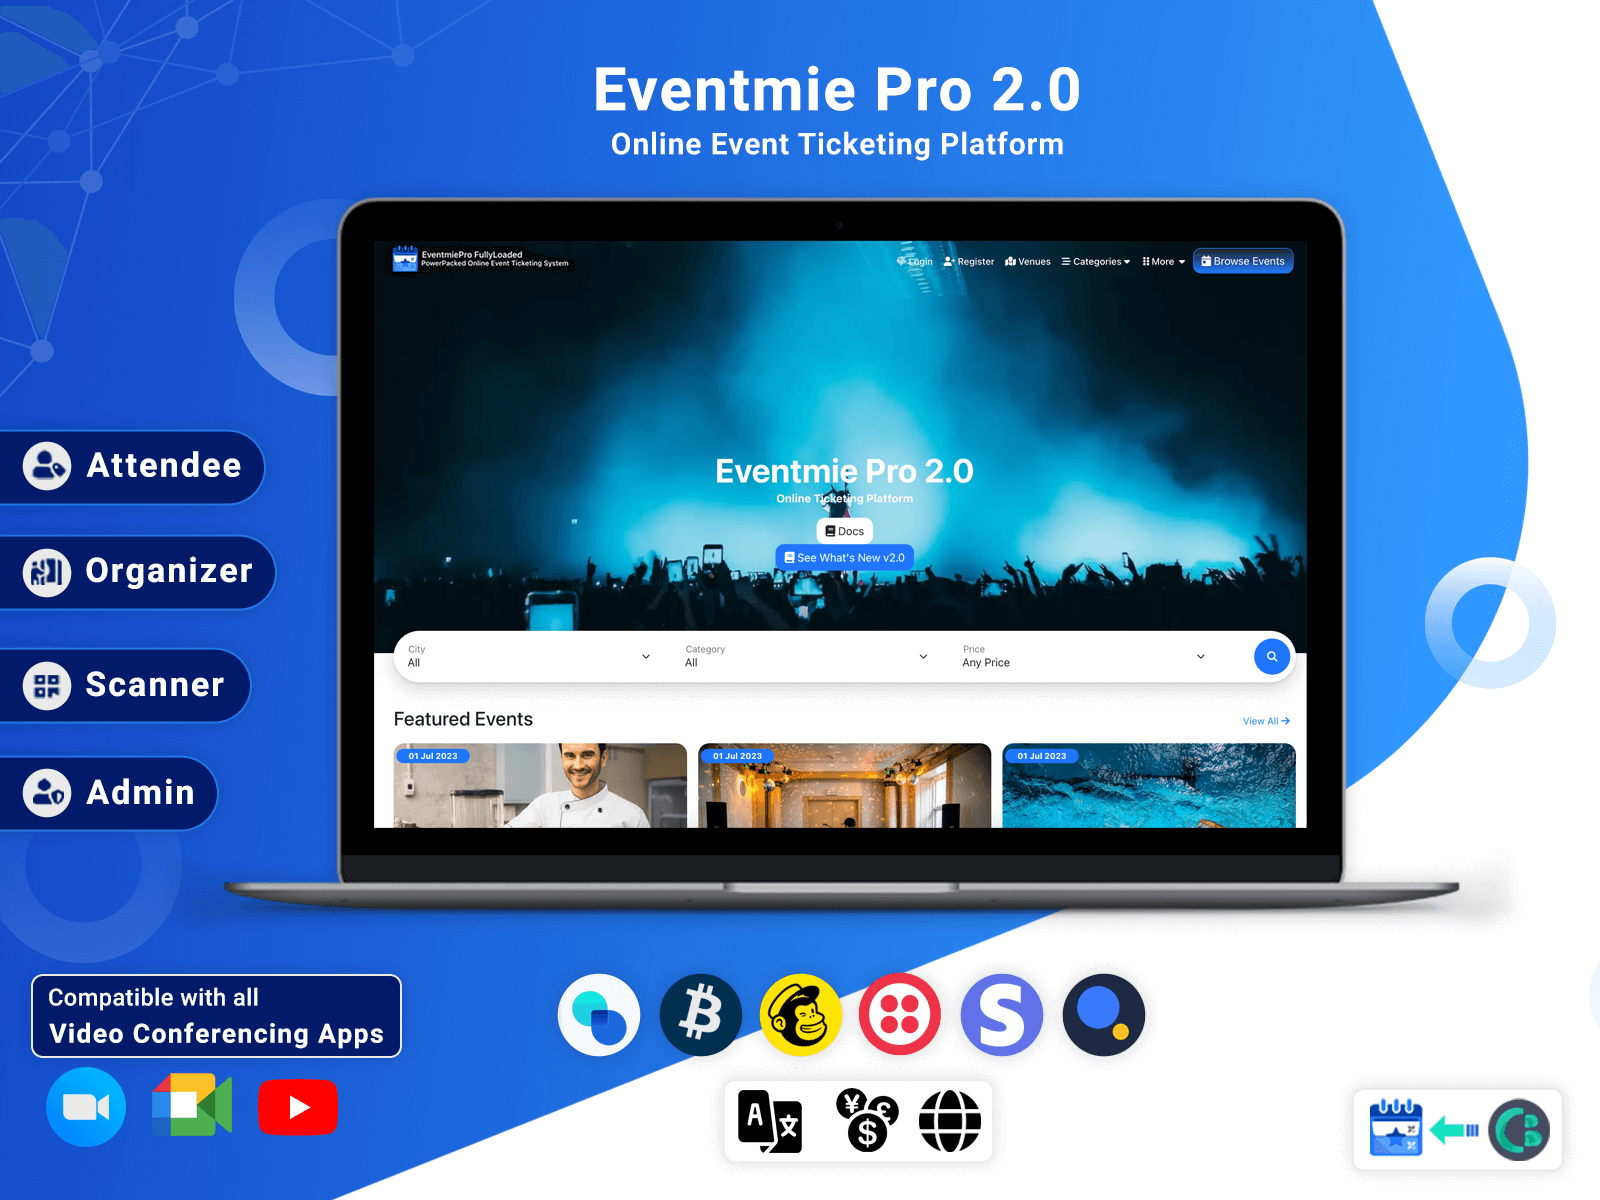 Eventmie Pro 2.0
Online Event Ticketing Platform
EventmiePro FullyLoaded
PowerPacked Online Event Ticketing System
Login
Register
Venues
Categories
More
Browse Events
Eventmie Pro 2.0
Online Ticketing Platform
Docs
See What's New v2.0
City
All
Category
All
Price
Any Price
Featured Events
View All
01 Jul 2023
01 Jul 2023
01 Jul 2023
Attendee
Organizer
Scanner
Admin
Compatible with all
Video Conferencing Apps